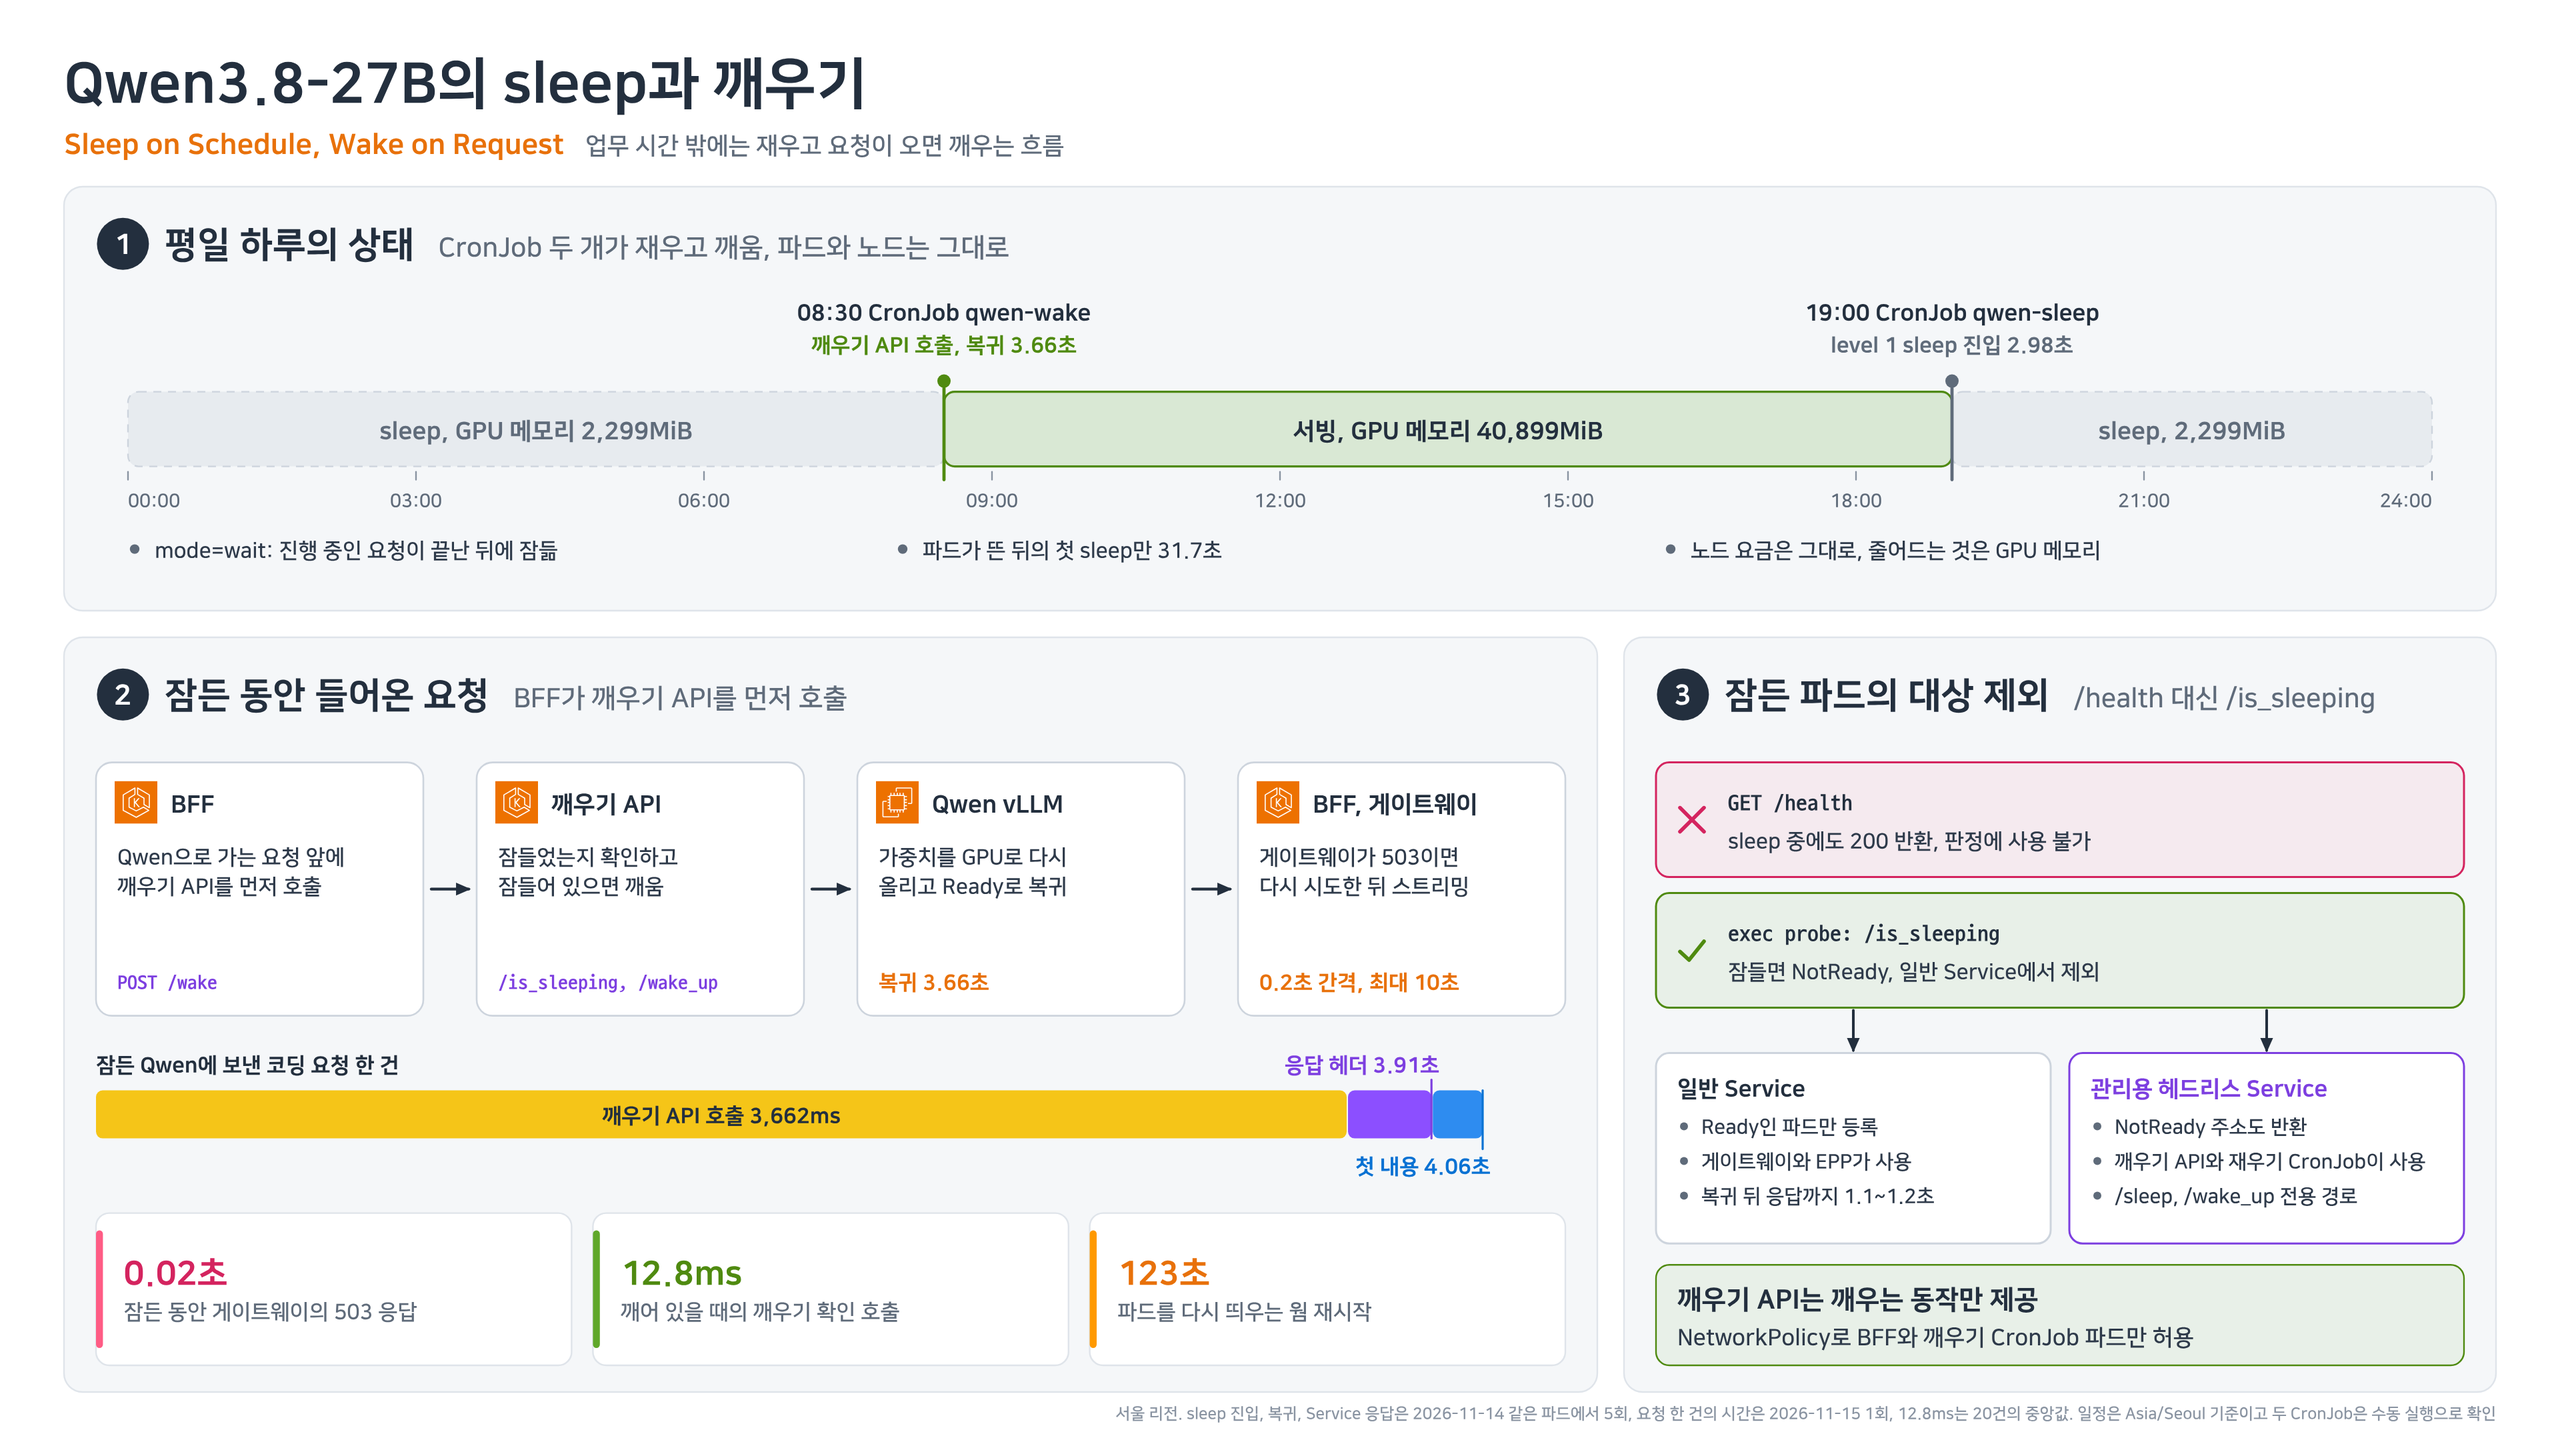 Qwen3.8-27B의 sleep과 깨우기
Sleep on Schedule, Wake on Request 업무 시간 밖에는 재우고 요청이 오면 깨우는 흐름
1 평일 하루의 상태 CronJob 두 개가 재우고 깨움, 파드와 노드는 그대로
08:30 CronJob qwen-wake
깨우기 API 호출, 복귀 3.66초
19:00 CronJob qwen-sleep
level 1 sleep 진입 2.98초
sleep, GPU 메모리 2,299MiB
서빙, GPU 메모리 40,899MiB
sleep, 2,299MiB
00:00 03:00 06:00 09:00 12:00 15:00 18:00 21:00 24:00
• mode=wait: 진행 중인 요청이 끝난 뒤에 잠듦
• 파드가 뜬 뒤의 첫 sleep만 31.7초
• 노드 요금은 그대로, 줄어드는 것은 GPU 메모리
2 잠든 동안 들어온 요청 BFF가 깨우기 API를 먼저 호출
BFF
Qwen으로 가는 요청 앞에
깨우기 API를 먼저 호출
POST /wake
깨우기 API
잠들었는지 확인하고
잠들어 있으면 깨움
/is_sleeping, /wake_up
Qwen vLLM
가중치를 GPU로 다시
올리고 Ready로 복귀
복귀 3.66초
BFF, 게이트웨이
게이트웨이가 503이면
다시 시도한 뒤 스트리밍
0.2초 간격, 최대 10초
잠든 Qwen에 보낸 코딩 요청 한 건
응답 헤더 3.91초
깨우기 API 호출 3,662ms
첫 내용 4.06초
0.02초
잠든 동안 게이트웨이의 503 응답
12.8ms
깨어 있을 때의 깨우기 확인 호출
123초
파드를 다시 띄우는 웜 재시작
3 잠든 파드의 대상 제외 /health 대신 /is_sleeping
GET /health
sleep 중에도 200 반환, 판정에 사용 불가
exec probe: /is_sleeping
잠들면 NotReady, 일반 Service에서 제외
일반 Service
• Ready인 파드만 등록
• 게이트웨이와 EPP가 사용
• 복귀 뒤 응답까지 1.1~1.2초
관리용 헤드리스 Service
• NotReady 주소도 반환
• 깨우기 API와 재우기 CronJob이 사용
• /sleep, /wake_up 전용 경로
깨우기 API는 깨우는 동작만 제공
NetworkPolicy로 BFF와 깨우기 CronJob 파드만 허용
서울 리전. sleep 진입, 복귀, Service 응답은 2026-11-14 같은 파드에서 5회, 요청 한 건의 시간은 2026-11-15 1회, 12.8ms는 20건의 중앙값. 일정은 Asia/Seoul 기준이고 두 CronJob은 수동 실행으로 확인